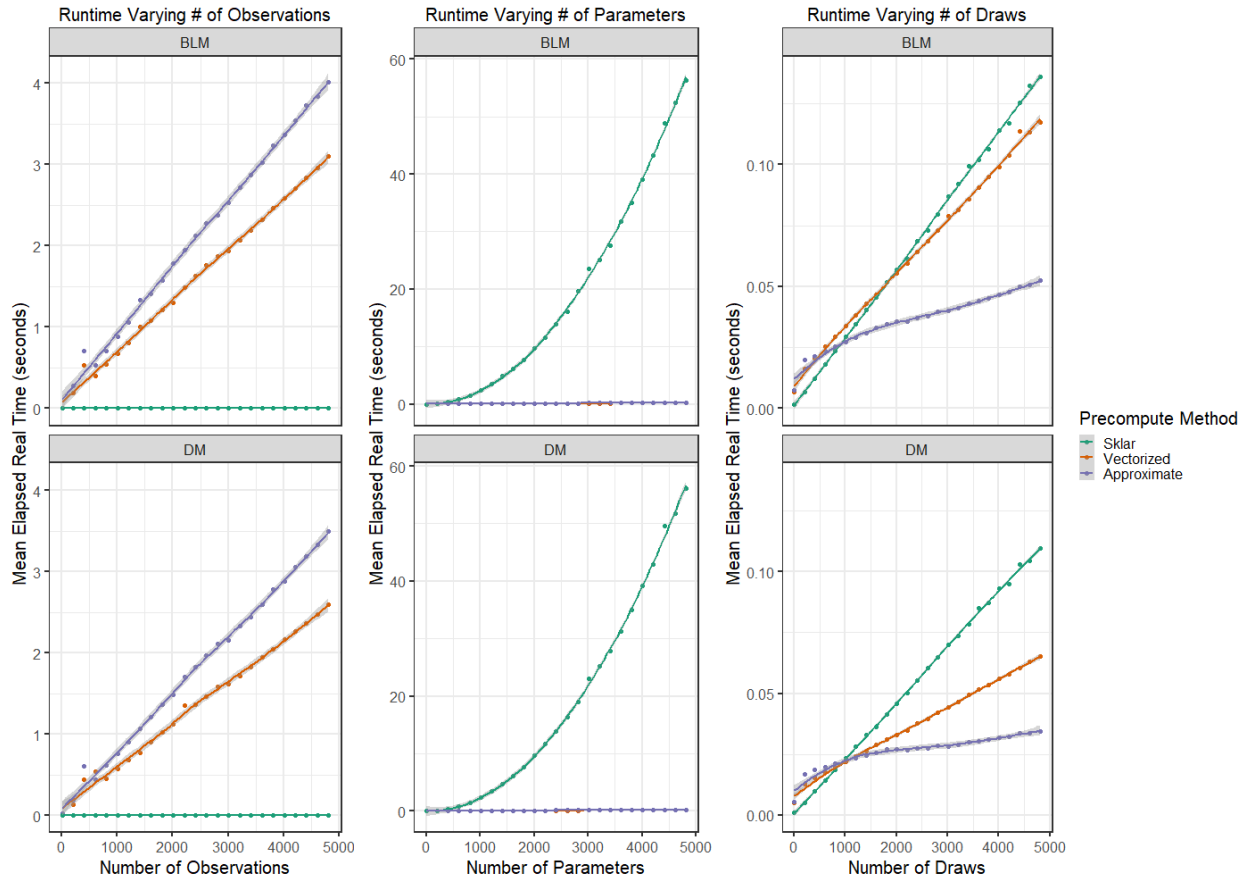 Runtime Varying # of Observations
Runtime Varying # of Parameters
Runtime Varying # of Draws
BLM
BLM
BLM
4
3
2
1
0
60
40
20
0
0.10
0.05
0.00
DM
DM
DM
4
3
2
1
0
60
40
20
0
0.10
0.05
0.00
Mean Elapsed Real Time (seconds)
Mean Elapsed Real Time (seconds)
Mean Elapsed Real Time (seconds)
0 1000 2000 3000 4000 5000
0 1000 2000 3000 4000 5000
0 1000 2000 3000 4000 5000
Number of Observations
Number of Parameters
Number of Draws
Precompute Method
Sklar
Vectorized
Approximate